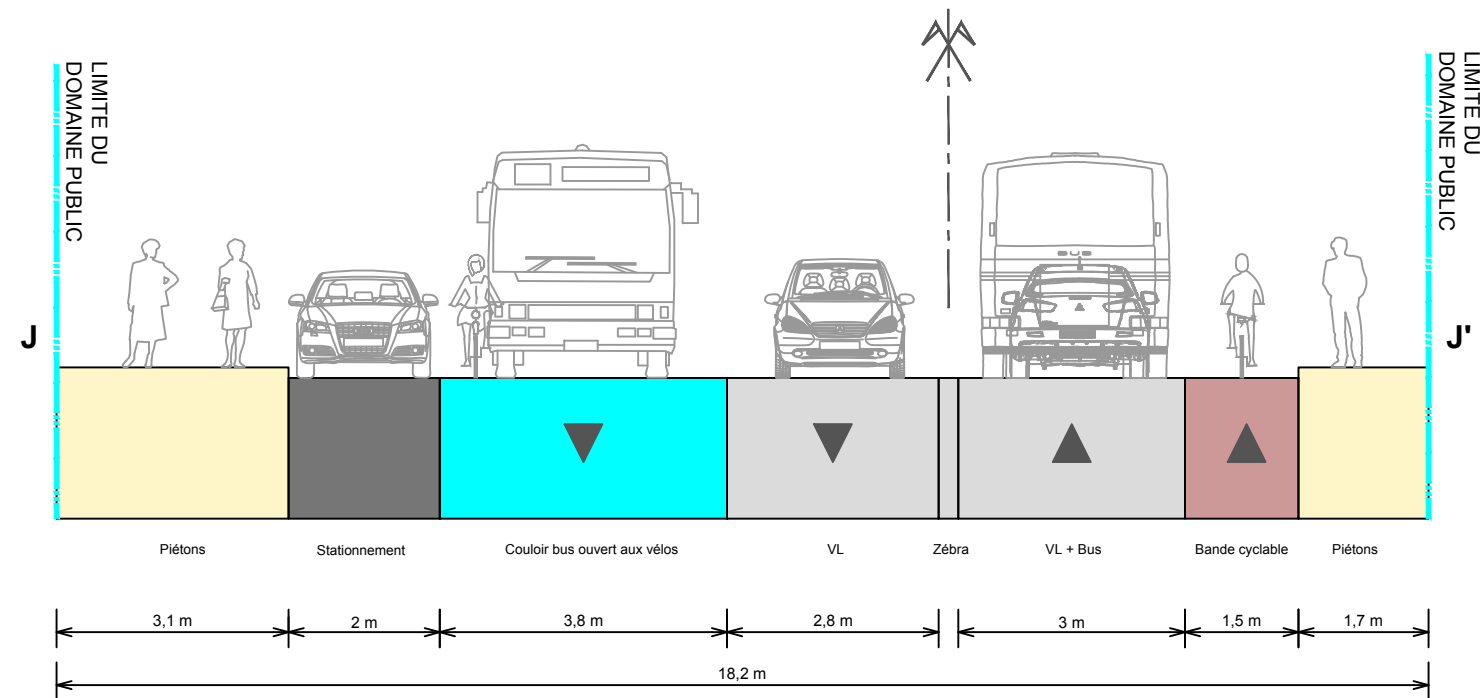 LIMITE DU
DOMAINE PUBLIC
LIMITE DU
DOMAINE PUBLIC
J
J'
Piétons
Stationnement
Couloir bus ouvert aux vélos
VL
Zébra
VL + Bus
Bande cyclable
Piétons
3,1 m
2 m
3,8 m
2,8 m
3 m
1,5 m
1,7 m
18,2 m